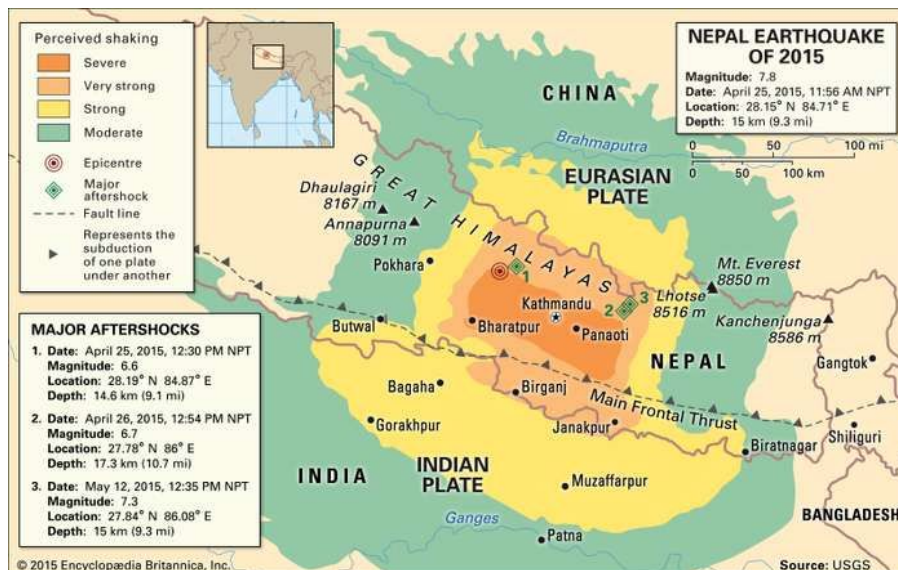 Perceived shaking
Severe
Very strong
Strong
Moderate
Epicentre
Major
aftershock
Fault line
Represents the
subduction
of one plate
under another
NEPAL EARTHQUAKE
OF 2015
Magnitude: 7.8
Date: April 25, 2015, 11:56 AM NPT
Location: 28.15° N 84.71° E
Depth: 15 km (9.3 mi)
0 50 100 mi
0 50 100 km
CHINA
Brahmaputra
EURASIAN
PLATE
GREAT HIMALAYAS
Dhaulagiri
8167 m
Annapurna
8091 m
Pokhara
1
Mt. Everest
8850 m
3
2
Lhotse
8516 m
Kathmandu
Kanchenjunga
8586 m
Butwal
Bharatpur
Panaoti
NEPAL
Gangtok
Bagaha
Birganj
Main Frontal Thrust
Gorakhpur
Janakpur
Biratnagar
Shiliguri
INDIA
INDIAN
PLATE
Muzaffarpur
BANGLADESH
Ganges
Patna
MAJOR AFTERSHOCKS
1. Date: April 25, 2015, 12:30 PM NPT
Magnitude: 6.6
Location: 28.19° N 84.87° E
Depth: 14.6 km (9.1 mi)
2. Date: April 26, 2015, 12:54 PM NPT
Magnitude: 6.7
Location: 27.78° N 86° E
Depth: 17.3 km (10.7 mi)
3. Date: May 12, 2015, 12:35 PM NPT
Magnitude: 7.3
Location: 27.84° N 86.08° E
Depth: 15 km (9.3 mi)
© 2015 Encyclopædia Britannica, Inc.
Source: USGS